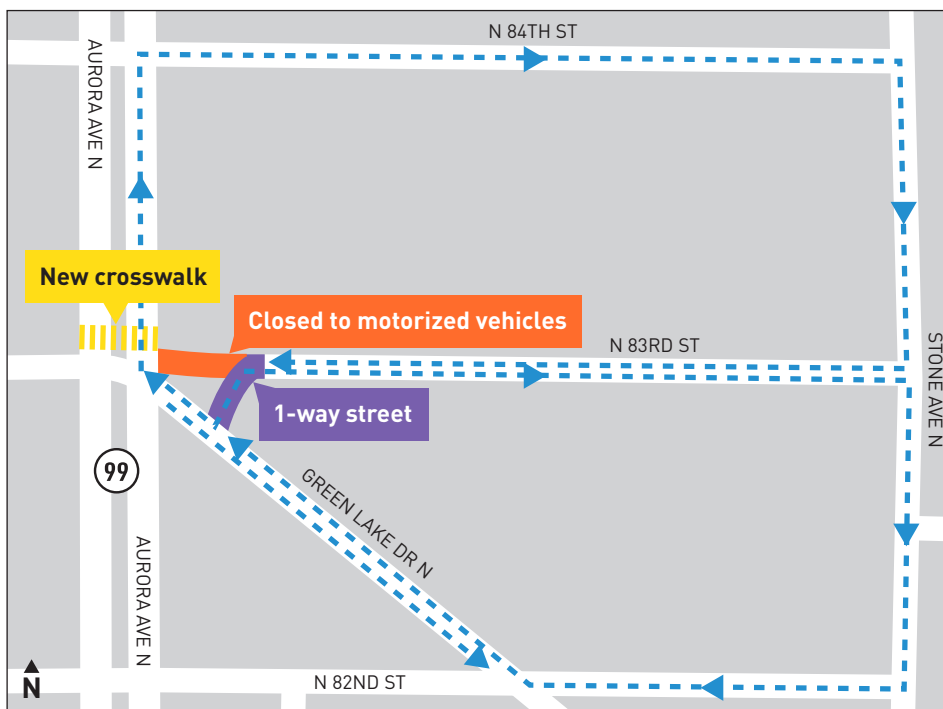 N 84TH ST
AURORA AVE N
New crosswalk
Closed to motorized vehicles
N 83RD ST
STONE AVE N
1-way street
99
GREEN LAKE DR N
AURORA AVE N
N 82ND ST
N